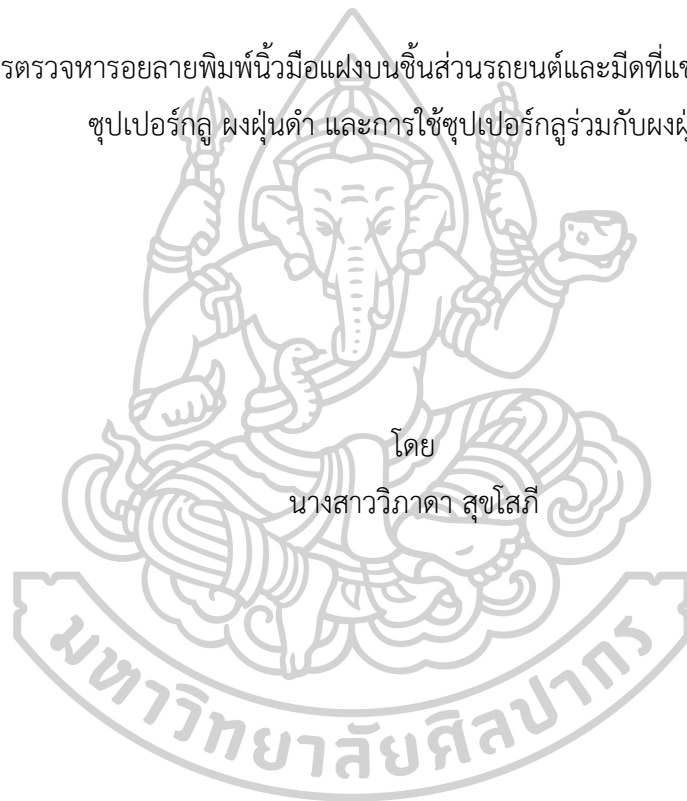 รตรวจหารอยลายพิมพ์นิ้วมือแฝงบนชิ้นส่วนรถยนต์และมีดที่แช
ซุปเปอร์กลู ผงฝุ่นดำ และการใช้ซุปเปอร์กลูร่วมกับผงฝุ
โดย
นางสาววิภาดา สุขโสภี
มหาวิทยาลัยศิลปากร